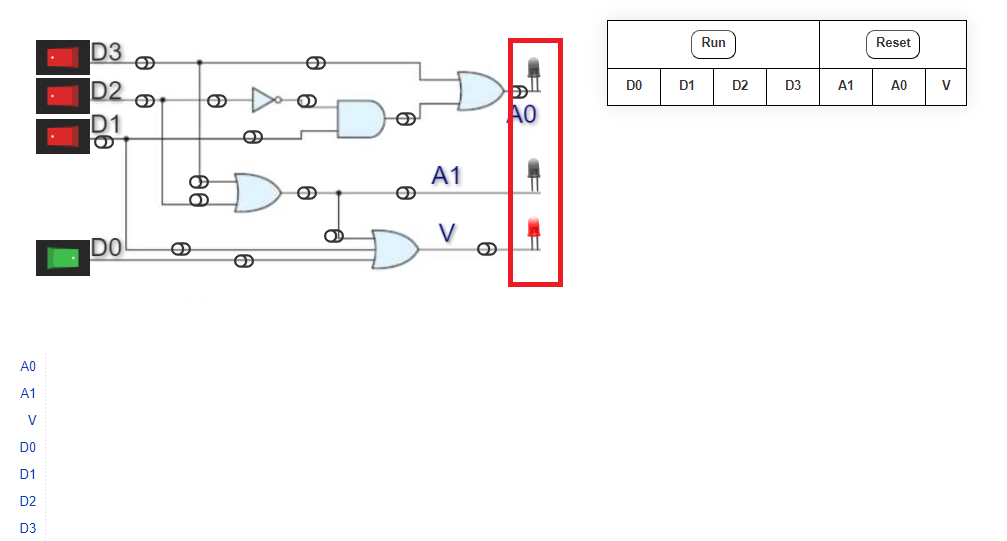 D3
D2
D1
A0
A1
V
D0
Run Reset
D0 D1 D2 D3 A1 A0 V
A0
A1
V
D0
D1
D2
D3